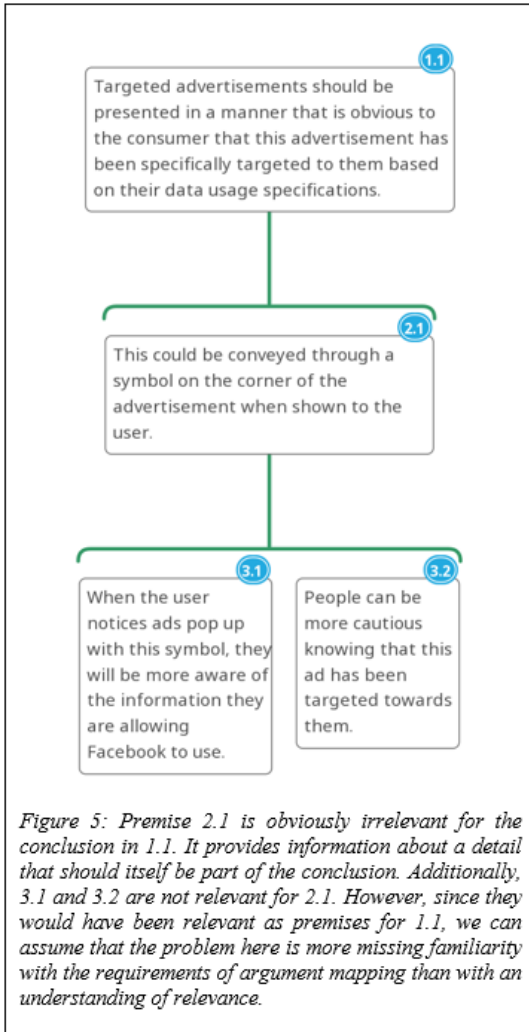 1.1
Targeted advertisements should be
presented in a manner that is obvious to
the consumer that this advertisement has
been specifically targeted to them based
on their data usage specifications.
2.1
This could be conveyed through a
symbol on the corner of the
advertisement when shown to the
user.
3.1
When the user
notices ads pop up
with this symbol, they
will be more aware of
the information they
are allowing
Facebook to use.
3.2
People can be
more cautious
knowing that this
ad has been
targeted towards
them.
Figure 5: Premise 2.1 is obviously irrelevant for the
conclusion in 1.1. It provides information about a detail
that should itself be part of the conclusion. Additionally,
3.1 and 3.2 are not relevant for 2.1. However, since they
would have been relevant as premises for 1.1, we can
assume that the problem here is more missing familiarity
with the requirements of argument mapping than with an
understanding of relevance.